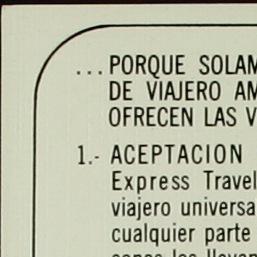 ...PORQUE SOLAM
DE VIAJERO AM
OFRECEN LAS V
1.- ACEPTACION
Express Travel
viajero universa
cualquier parte